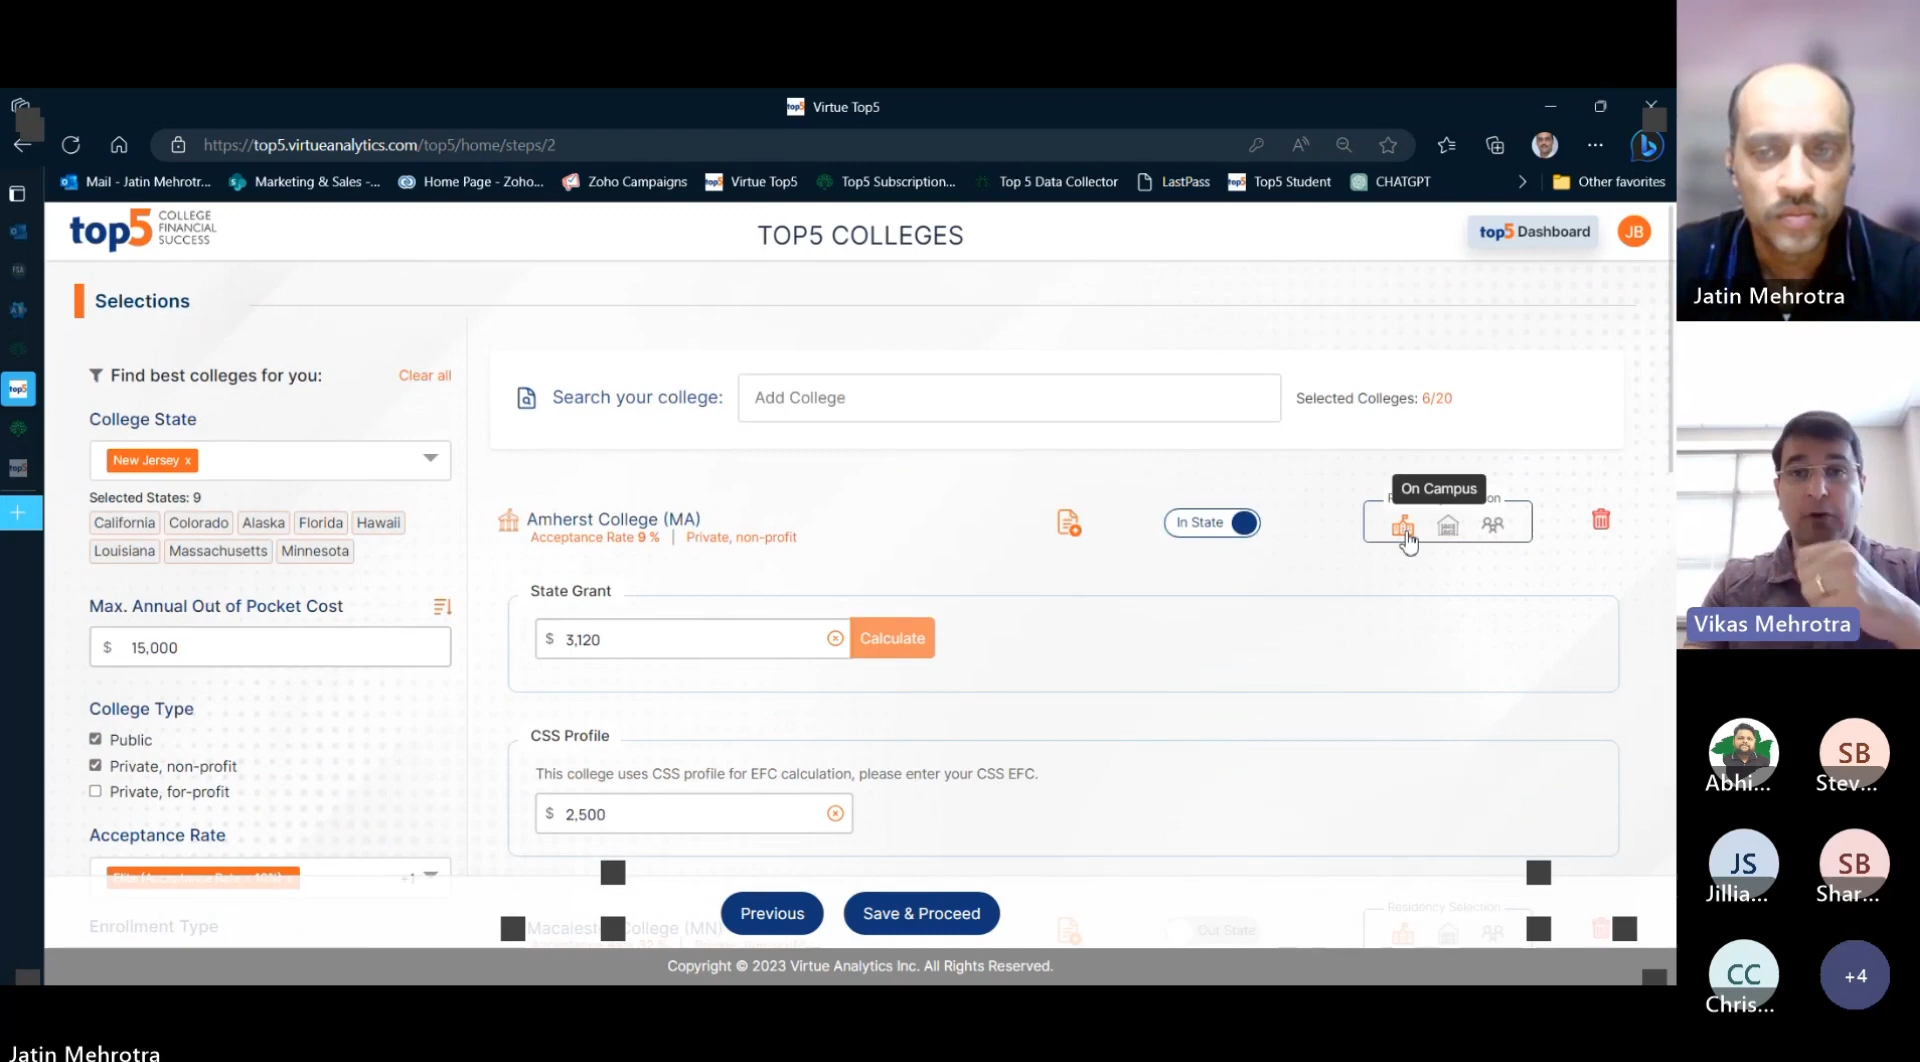 Virtue Top5
https://top5.virtueanalytics.com/top5/home/steps/2
Mail - Jatin Mehrotr...
Marketing & Sales -...
Home Page - Zoho...
Zoho Campaigns
Virtue Top5
Top5 Subscription...
Top 5 Data Collector
LastPass
Top5 Student
CHATGPT
Other favorites
top5 COLLEGE
FINANCIAL
SUCCESS
TOP5 COLLEGES
top5 Dashboard
JB
Jatin Mehrotra
Selections
Find best colleges for you:
Clear all
Search your college:
Add College
Selected Colleges: 6/20
College State
New Jersey x
Selected States: 9
California
Colorado
Alaska
Florida
Hawaii
Louisiana
Massachusetts
Minnesota
On Campus
Amherst College (MA)
Acceptance Rate 9 % | Private, non-profit
In State
State Grant
$ 3,120
Calculate
Max. Annual Out of Pocket Cost
$ 15,000
Vikas Mehrotra
College Type
Public
Private, non-profit
Private, for-profit
CSS Profile
This college uses CSS profile for EFC calculation, please enter your CSS EFC.
$ 2,500
Acceptance Rate
+1
Enrollment Type
Previous
Save & Proceed
Macalester College (MN)
Out State
Residency Selection
Copyright © 2023 Virtue Analytics Inc. All Rights Reserved.
Abhi...
SB
Stev...
JS
Jillia...
SB
Shar...
CC
Chris...
+4
Jatin Mehrotra